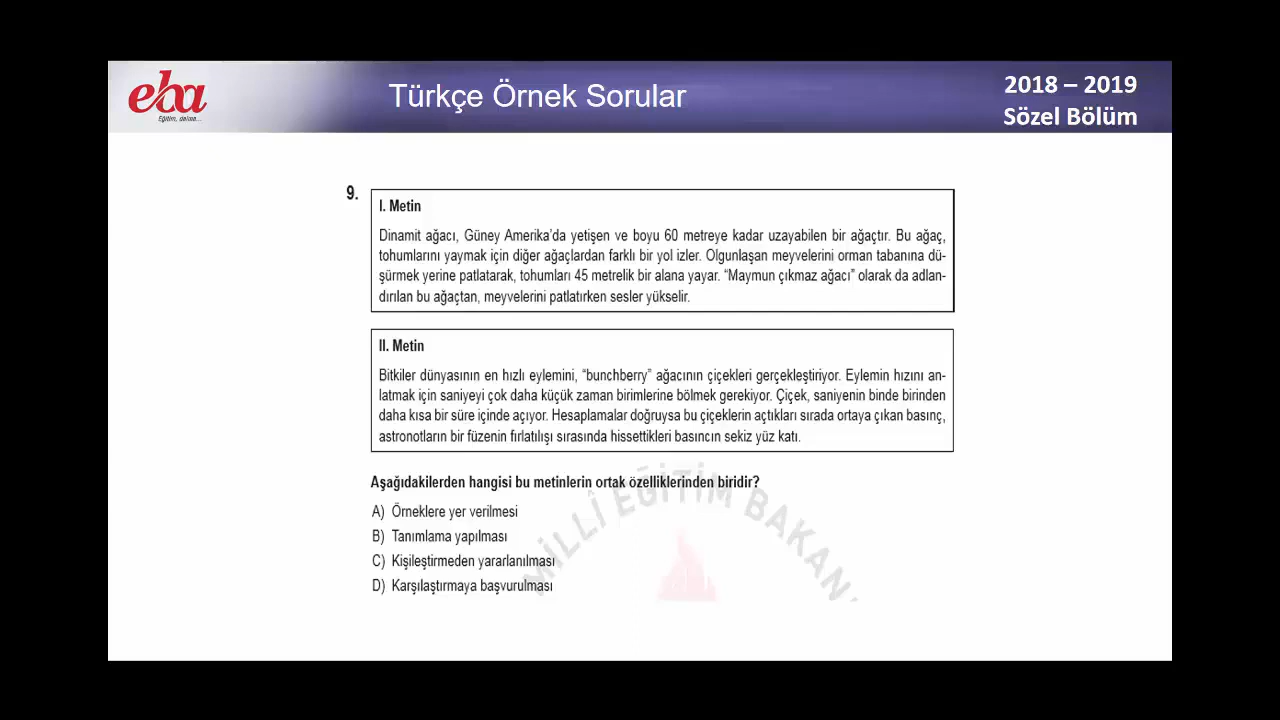 eba
Eğitim, daima...
Türkçe Örnek Sorular
2018 – 2019
Sözel Bölüm
9.
I. Metin
Dinamit ağacı, Güney Amerika’da yetişen ve boyu 60 metreye kadar uzayabilen bir ağaçtır. Bu ağaç,
tohumlarını yaymak için diğer ağaçlardan farklı bir yol izler. Olgunlaşan meyvelerini orman tabanına dü-
şürmek yerine patlatarak, tohumları 45 metrelik bir alana yayar. “Maymun çıkmaz ağacı” olarak da adlan-
dırılan bu ağaçtan, meyvelerini patlatırken sesler yükselir.
II. Metin
Bitkiler dünyasının en hızlı eylemini, “bunchberry” ağacının çiçekleri gerçekleştiriyor. Eylemin hızını an-
latmak için saniyeyi çok daha küçük zaman birimlerine bölmek gerekiyor. Çiçek, saniyenin binde birinden
daha kısa bir süre içinde açıyor. Hesaplamalar doğruysa bu çiçeklerin açtıkları sırada ortaya çıkan basınç,
astronotların bir füzenin fırlatılışı sırasında hissettikleri basıncın sekiz yüz katı.
Aşağıdakilerden hangisi bu metinlerin ortak özelliklerinden biridir?
A) Örneklere yer verilmesi
B) Tanımlama yapılması
C) Kişileştirmeden yararlanılması
D) Karşılaştırmaya başvurulması
MİLLÎ EĞİTİM BAKAN